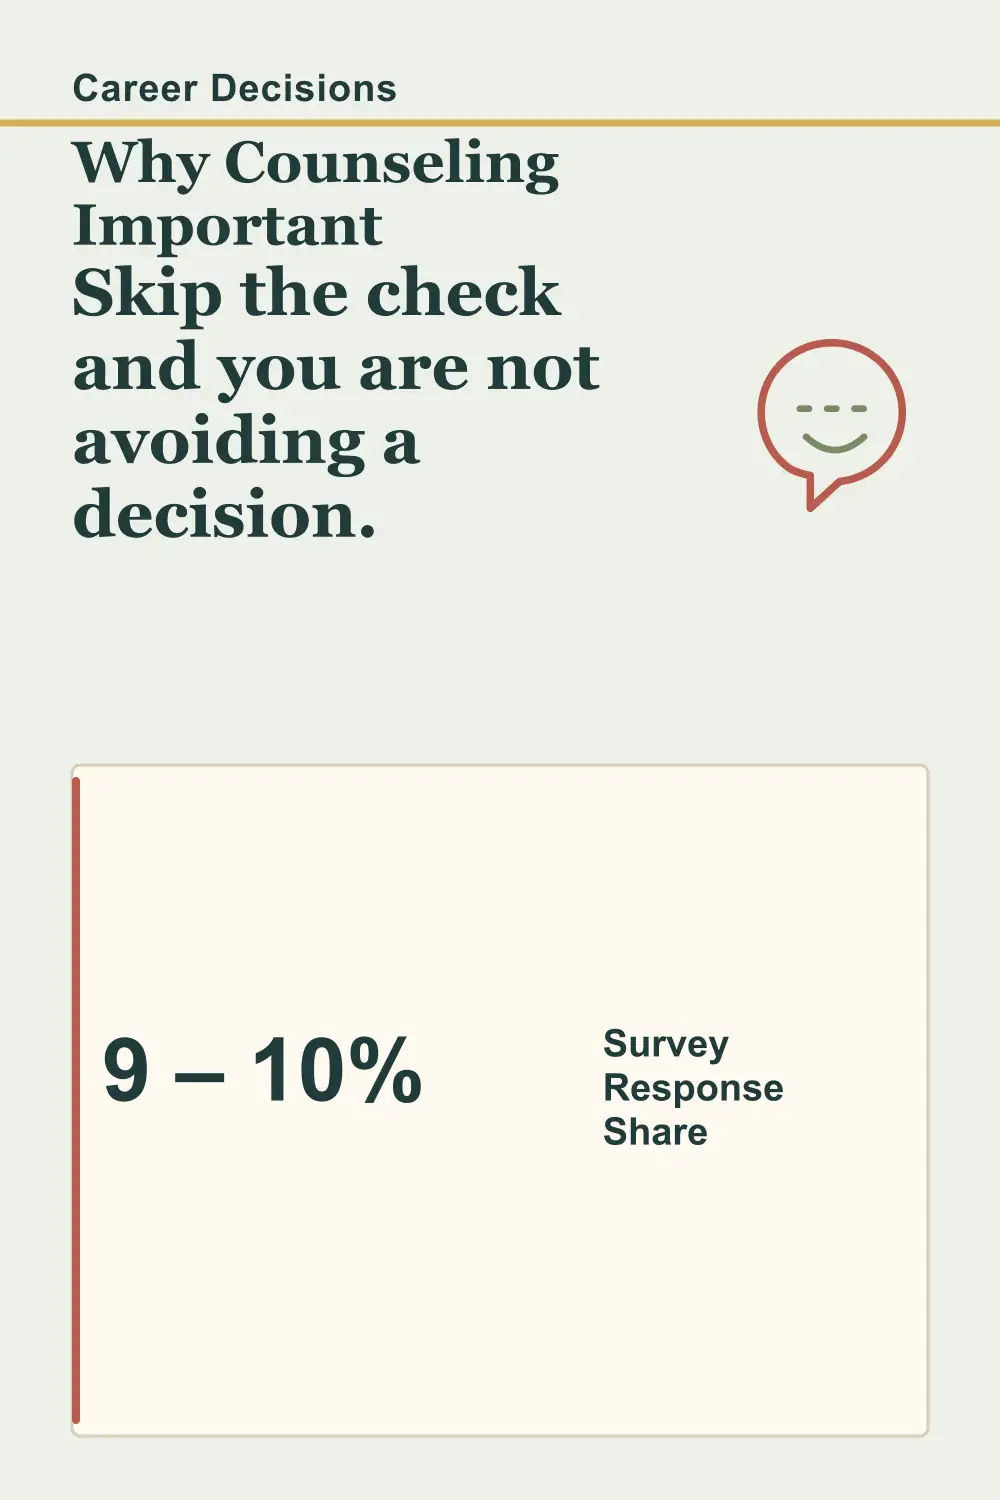 Career Decisions
Why Counseling
Important
Skip the check
and you are not
avoiding a
decision.
9 – 10%
Survey
Response
Share